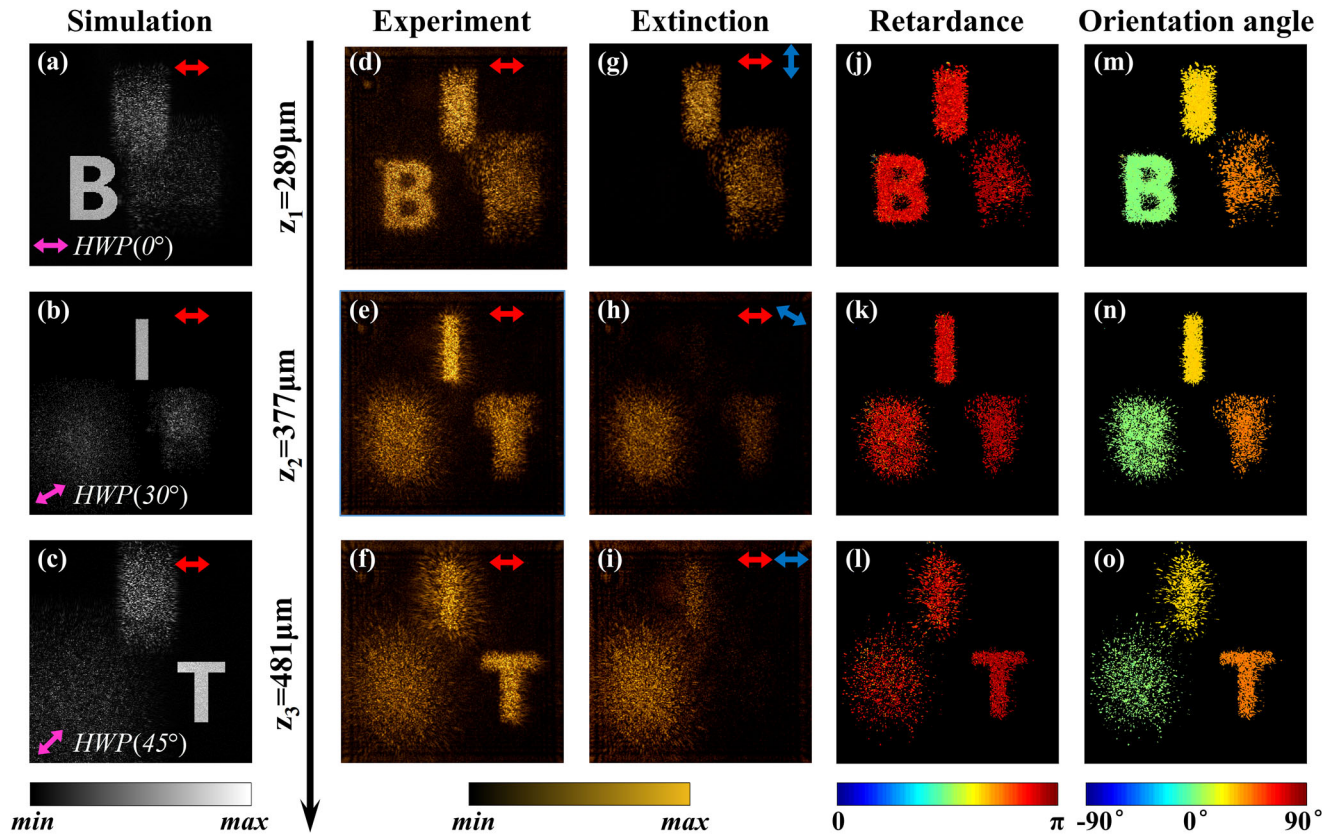 Simulation Experiment Extinction Retardance Orientation angle
(a) (d) (g) (j) (m)
B
HWP(0°)
z₁=289μm
B
B
B
(b) (e) (h) (k) (n)
I
HWP(30°)
z₂=377μm
I
T
T
I
T
I
T
(c) (f) (i) (l) (o)
T
HWP(45°)
z₃=481μm
T
T
T
min max min max 0 π -90° 0° 90°